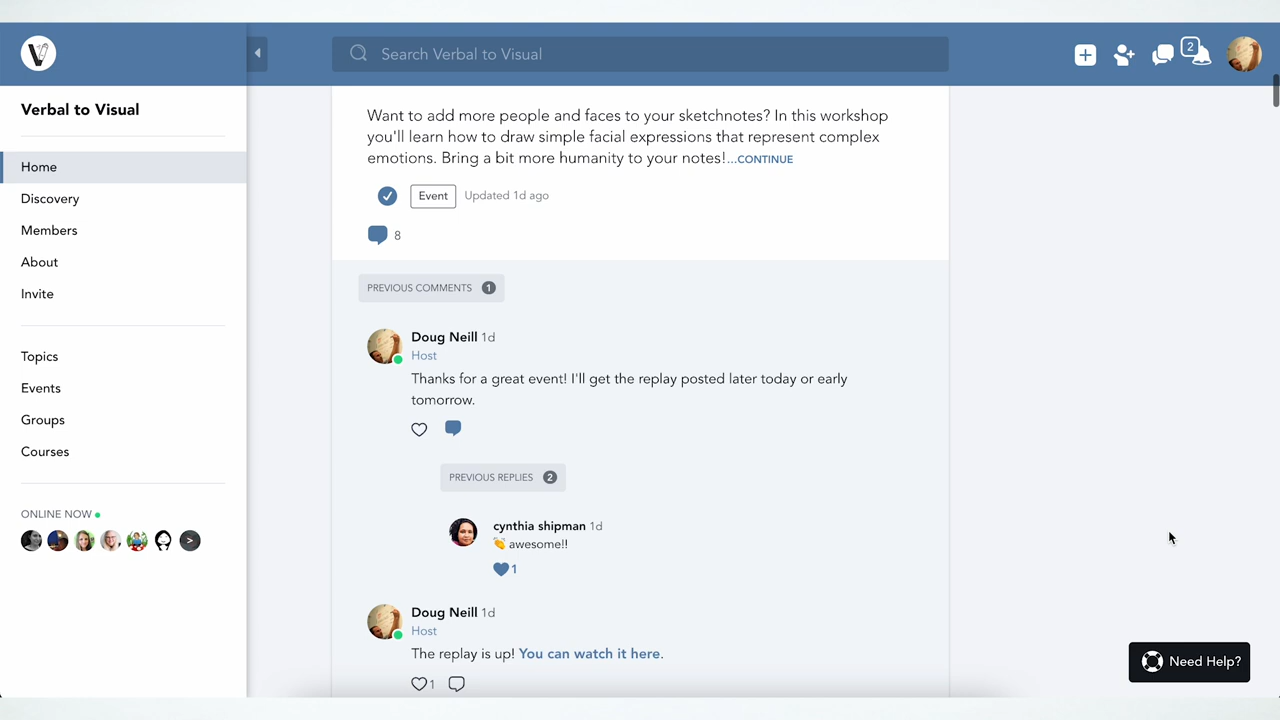 Search Verbal to Visual
2
Verbal to Visual
Home
Discovery
Members
About
Invite
Topics
Events
Groups
Courses
ONLINE NOW
>
Want to add more people and faces to your sketchnotes? In this workshop
you'll learn how to draw simple facial expressions that represent complex
emotions. Bring a bit more humanity to your notes!...CONTINUE
Event Updated 1d ago
8
PREVIOUS COMMENTS 1
Doug Neill 1d
Host
Thanks for a great event! I'll get the replay posted later today or early
tomorrow.
PREVIOUS REPLIES 2
cynthia shipman 1d
👏 awesome!!
1
Doug Neill 1d
Host
The replay is up! You can watch it here.
1
Need Help?